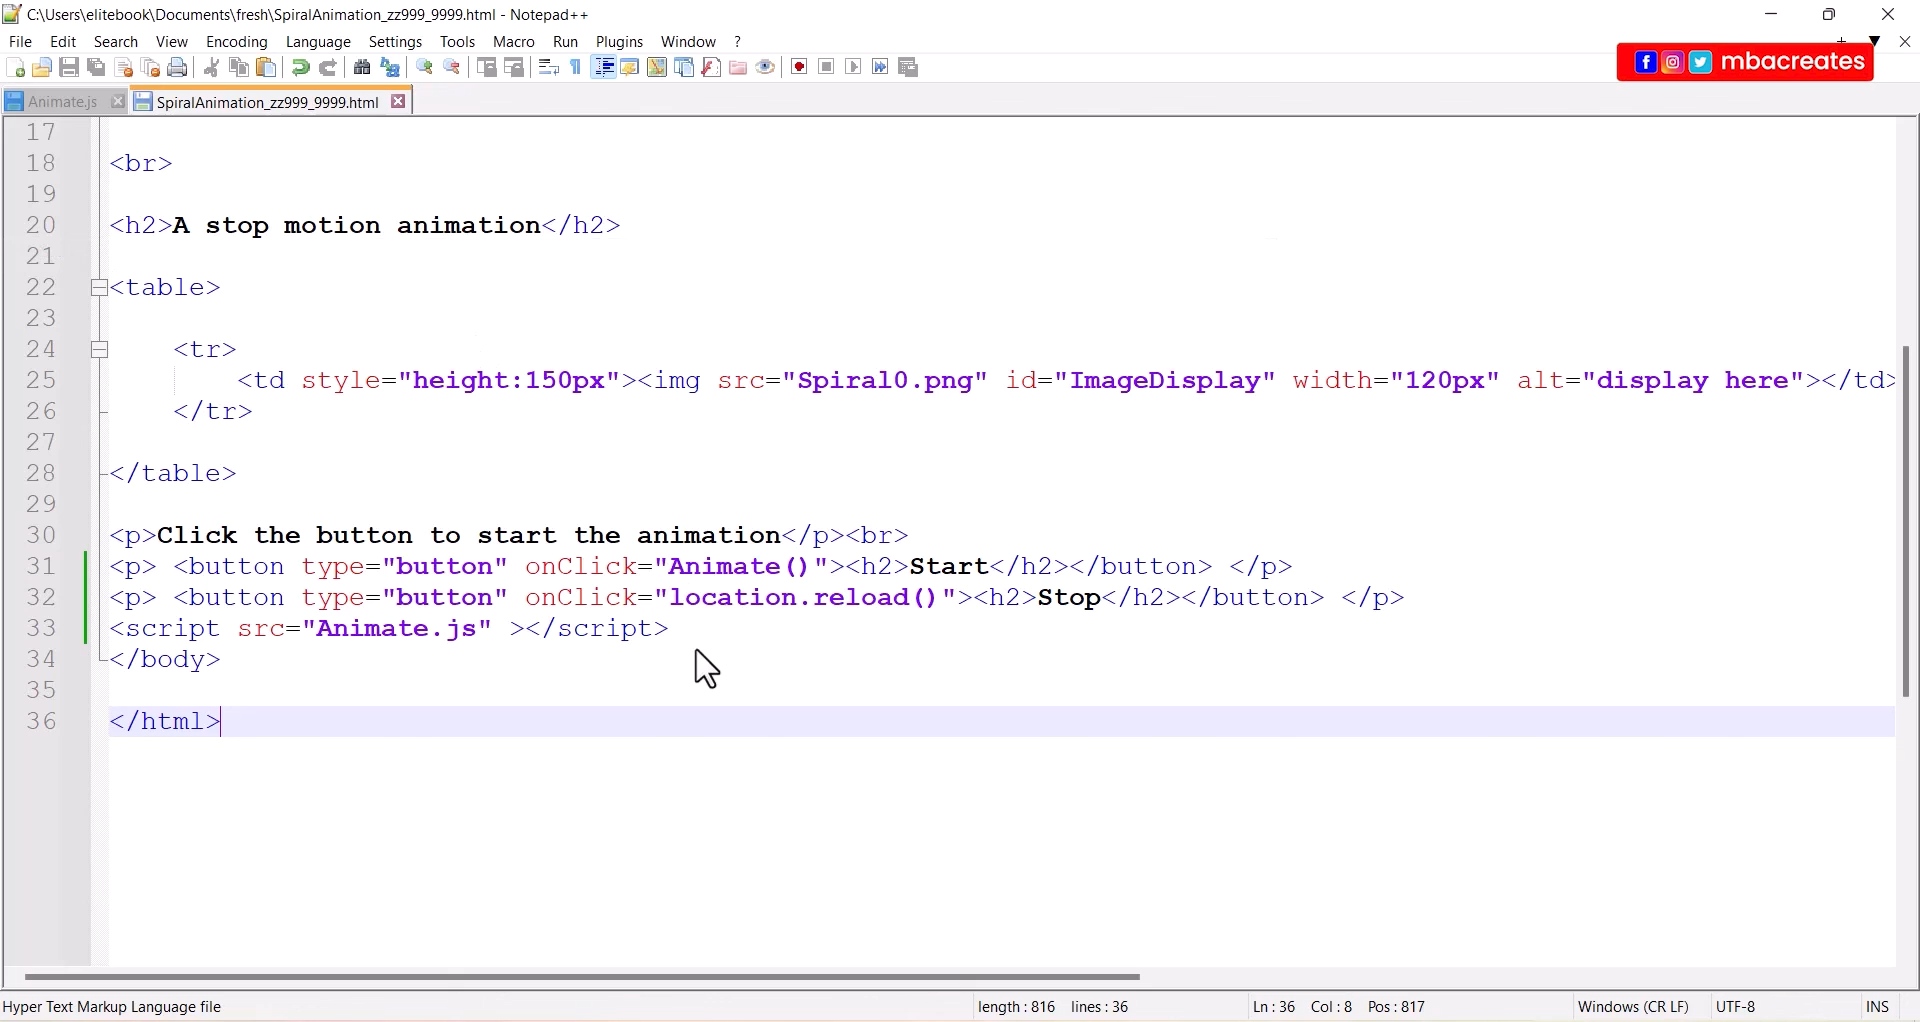 C:\Users\elitebook\Documents\fresh\SpiralAnimation_zz999_9999.html - Notepad++
File Edit Search View Encoding Language Settings Tools Macro Run Plugins Window ?
mbacreates
Animate.js SpiralAnimation_zz999_9999.html
17
18 <br>
19
20 <h2>A stop motion animation</h2>
21
22 <table>
23
24 <tr>
25 <td style="height:150px"><img src="Spiral0.png" id="ImageDisplay" width="120px" alt="display here"></td>
26 </tr>
27
28 </table>
29
30 <p>Click the button to start the animation</p><br>
31 <p> <button type="button" onClick="Animate()"><h2>Start</h2></button> </p>
32 <p> <button type="button" onClick="location.reload()"><h2>Stop</h2></button> </p>
33 <script src="Animate.js" ></script>
34 </body>
35
36 </html>
Hyper Text Markup Language file length : 816 lines : 36 Ln : 36 Col : 8 Pos : 817 Windows (CR LF) UTF-8 INS